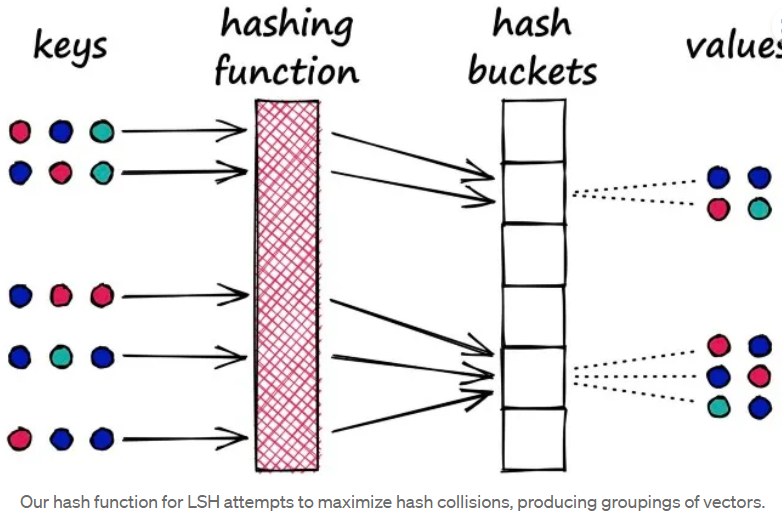 keys
hashing
function
hash
buckets
values
Our hash function for LSH attempts to maximize hash collisions, producing groupings of vectors.